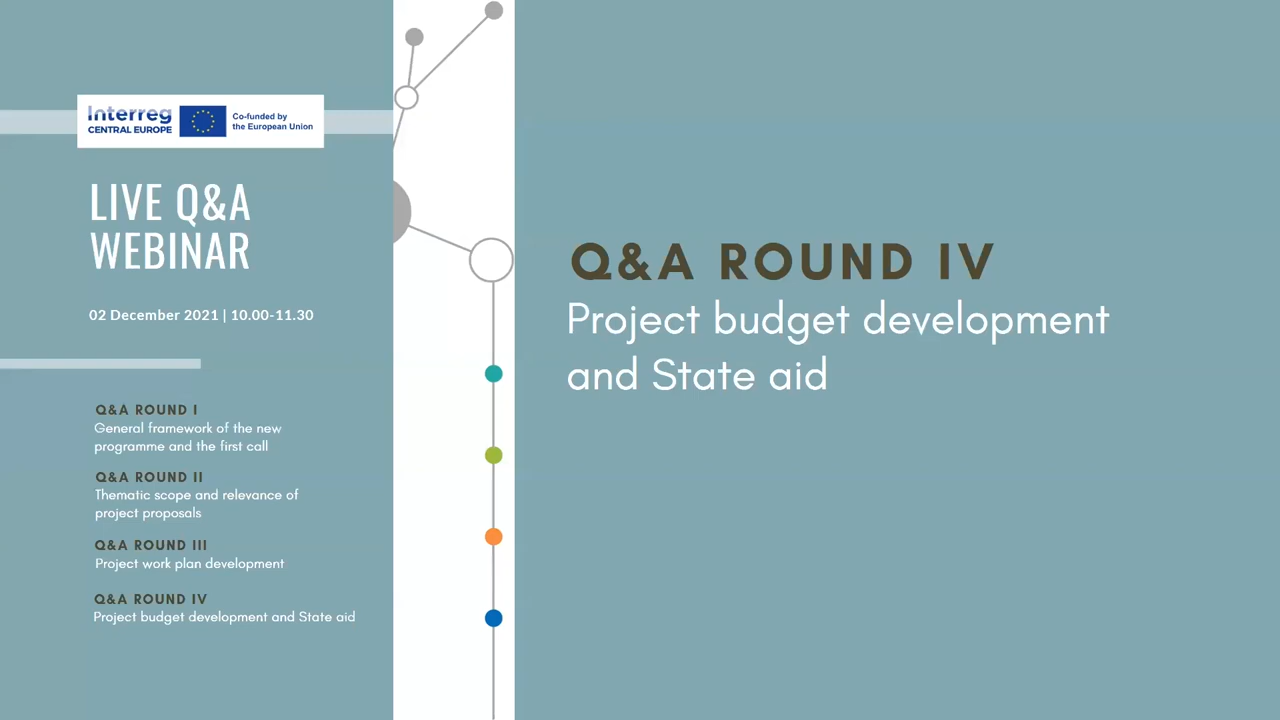 Interreg
CENTRAL EUROPE
Co-funded by
the European Union
LIVE Q&A
WEBINAR
02 December 2021 | 10.00-11.30
Q&A ROUND I
General framework of the new
programme and the first call
Q&A ROUND II
Thematic scope and relevance of
project proposals
Q&A ROUND III
Project work plan development
Q&A ROUND IV
Project budget development and State aid
Q&A ROUND IV
Project budget development
and State aid